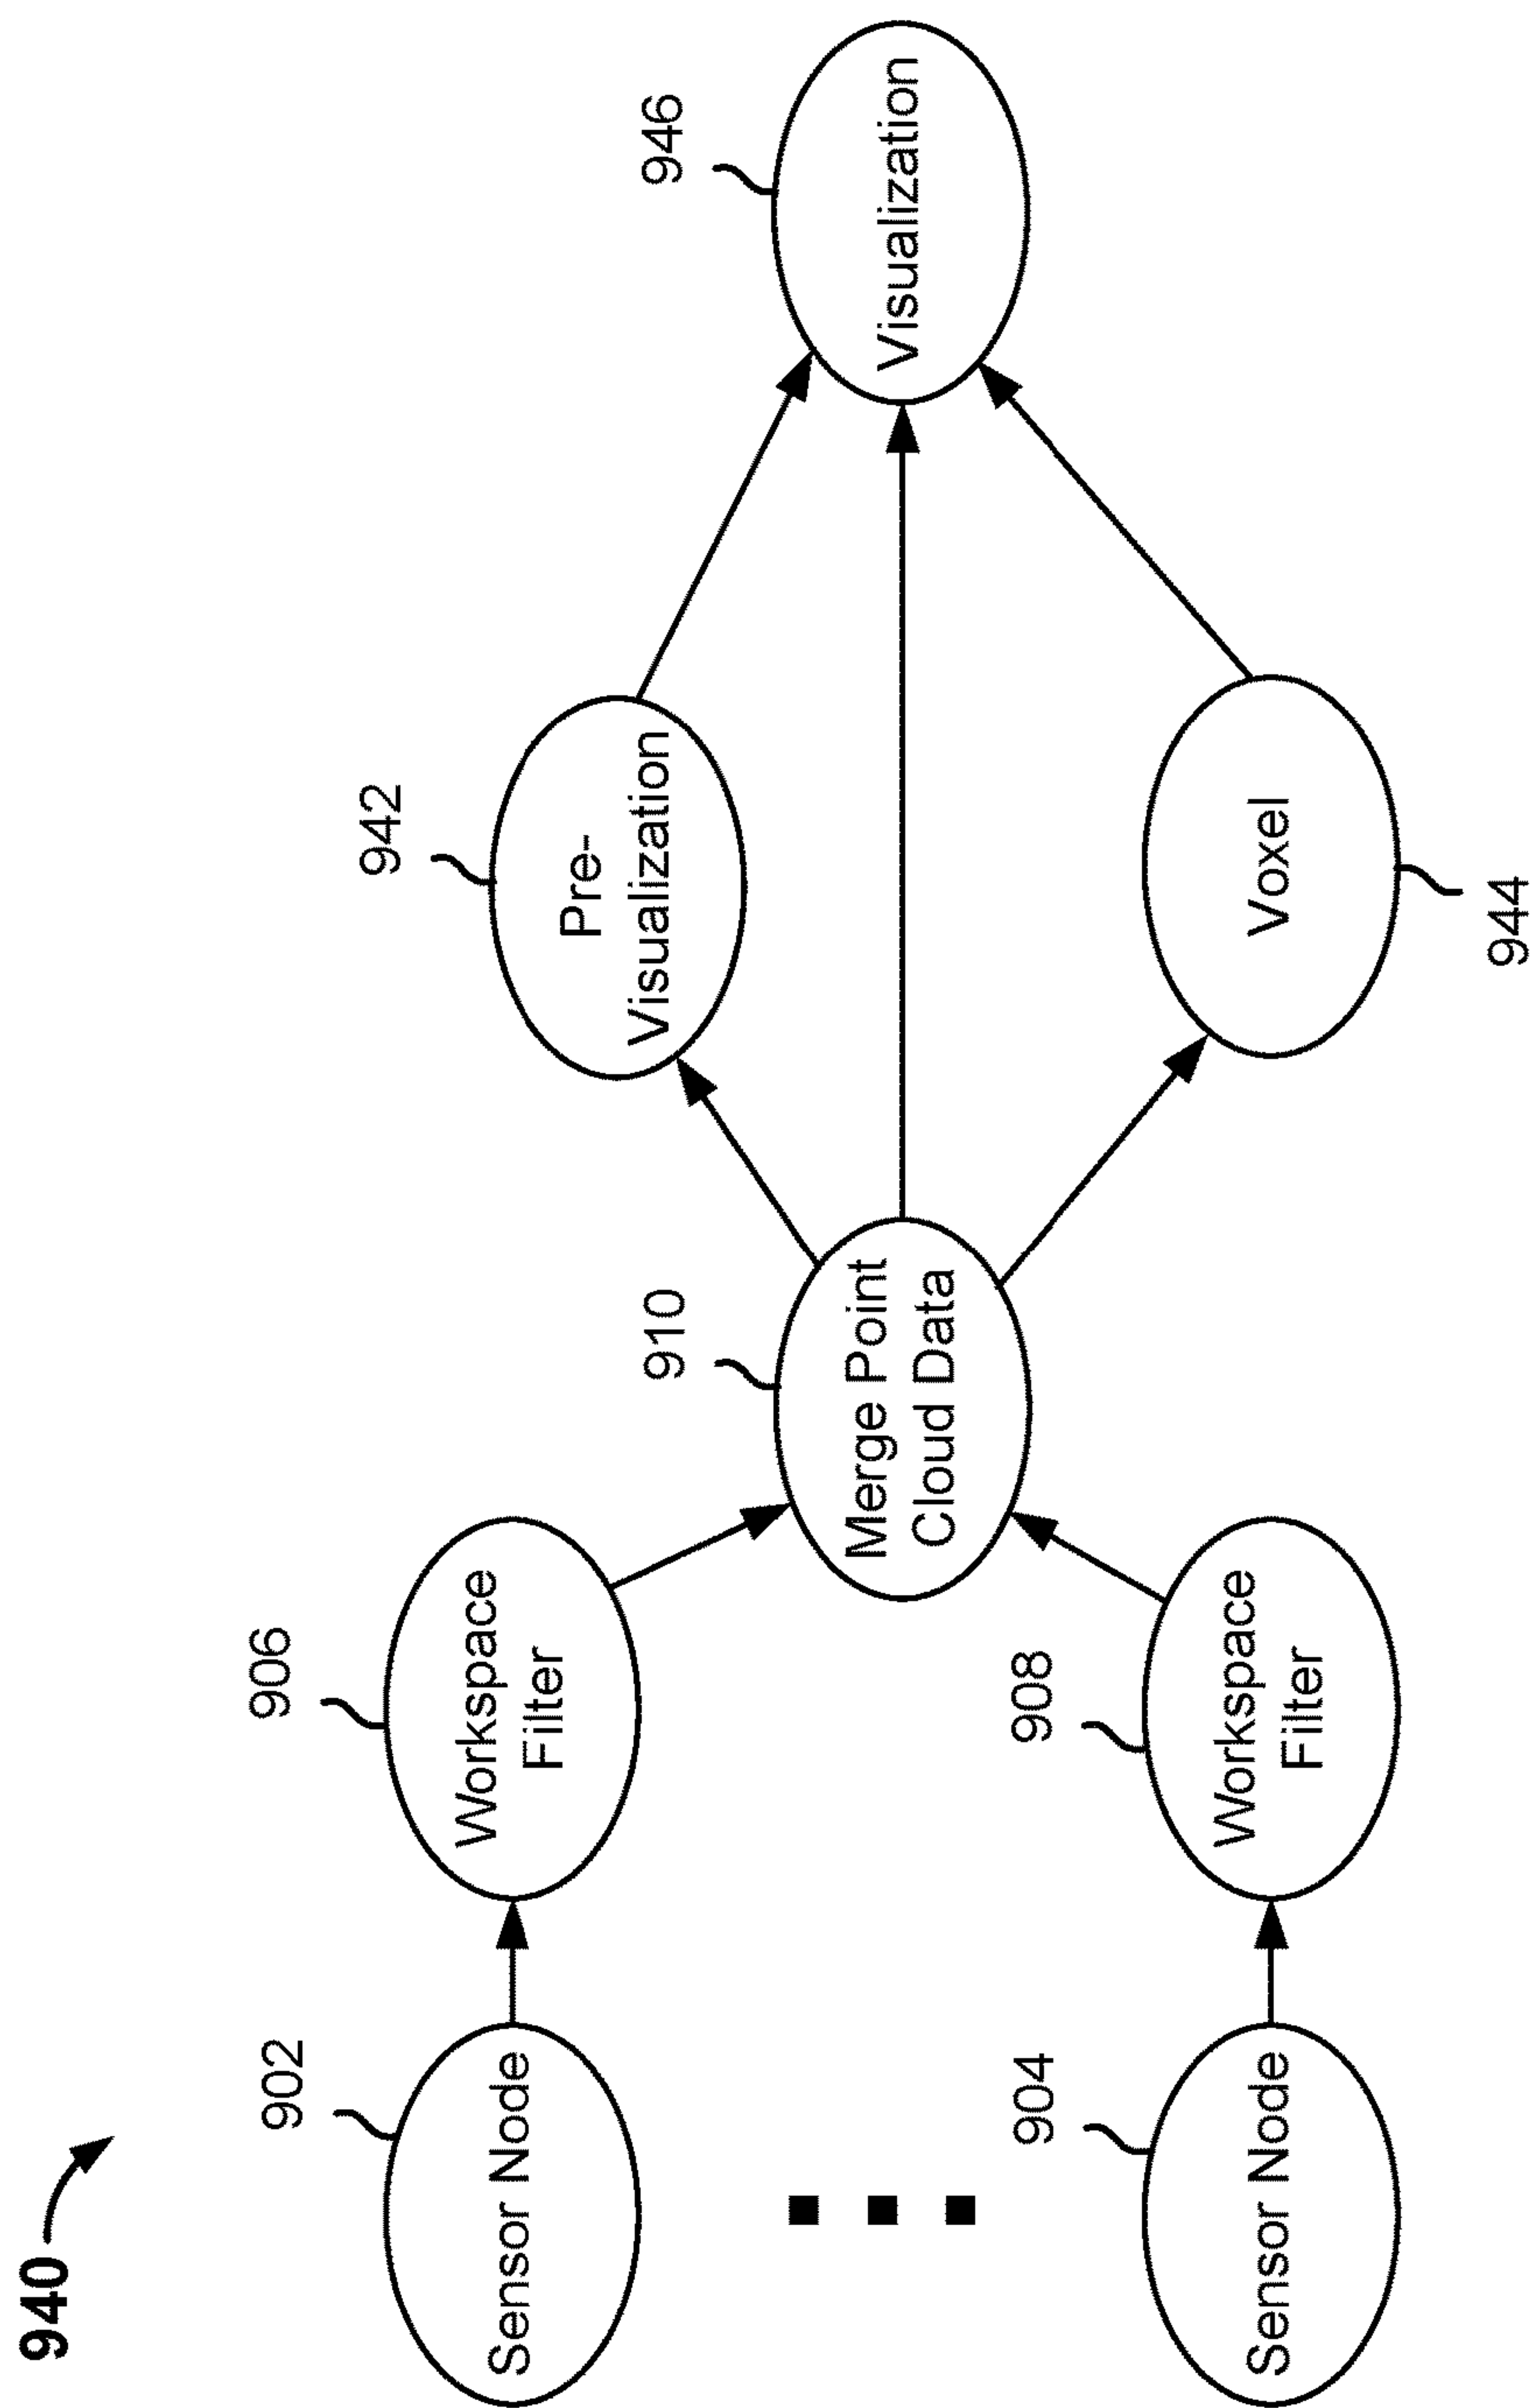 940
902
Sensor Node
906
Workspace
Filter
904
Sensor Node
908
Workspace
Filter
910
Merge Point
Cloud Data
942
Pre-
Visualization
Voxel
944
946
Visualization